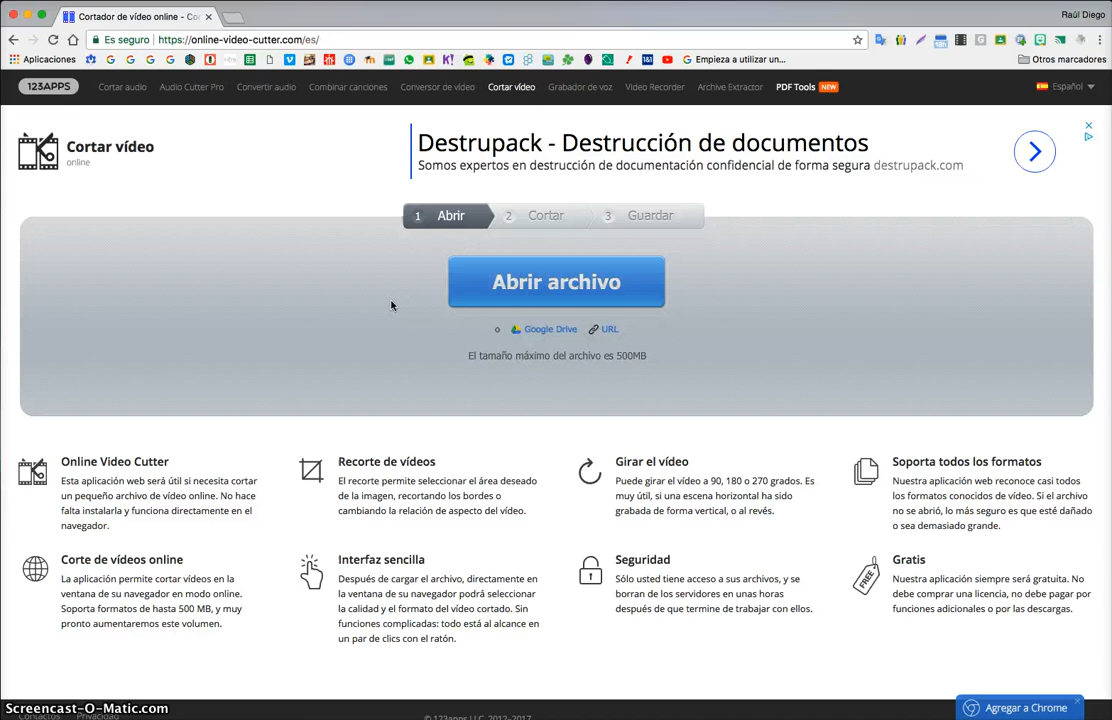 Cortador de vídeo online - Co
Raúl Diego
Es seguro
https://online-video-cutter.com/es/
Aplicaciones
Empieza a utilizar un...
Otros marcadores
123APPS
Cortar audio
Audio Cutter Pro
Convertir audio
Combinar canciones
Conversor de vídeo
Cortar vídeo
Grabador de voz
Video Recorder
Archive Extractor
PDF Tools NEW
Español
Cortar vídeo
online
Destrupack - Destrucción de documentos
Somos expertos en destrucción de documentación confidencial de forma segura destrupack.com
1 Abrir
2 Cortar
3 Guardar
Abrir archivo
o Google Drive URL
El tamaño máximo del archivo es 500MB
Online Video Cutter
Esta aplicación web será útil si necesita cortar
un pequeño archivo de vídeo online. No hace
falta instalarla y funciona directamente en el
navegador.
Recorte de vídeos
El recorte permite seleccionar el área deseado
de la imagen, recortando los bordes o
cambiando la relación de aspecto del vídeo.
Girar el vídeo
Puede girar el vídeo a 90, 180 o 270 grados. Es
muy útil, si una escena horizontal ha sido
grabada de forma vertical, o al revés.
Soporta todos los formatos
Nuestra aplicación web reconoce casi todos
los formatos conocidos de vídeo. Si el archivo
no se abrió, lo más seguro es que esté dañado
o sea demasiado grande.
Corte de vídeos online
La aplicación permite cortar vídeos en la
ventana de su navegador en modo online.
Soporta formatos de hasta 500 MB, y muy
pronto aumentaremos este volumen.
Interfaz sencilla
Después de cargar el archivo, directamente en
la ventana de su navegador podrá seleccionar
la calidad y el formato del vídeo cortado. Sin
funciones complicadas: todo está al alcance en
un par de clics con el ratón.
Seguridad
Sólo usted tiene acceso a sus archivos, y se
borran de los servidores en unas horas
después de que termine de trabajar con ellos.
FREE
Gratis
Nuestra aplicación siempre será gratuita. No
debe comprar una licencia, no debe pagar por
funciones adicionales o por las descargas.
Screencast-O-Matic.com
Contactos Privacidad
© 123apps LLC, 2012–2017
Agregar a Chrome